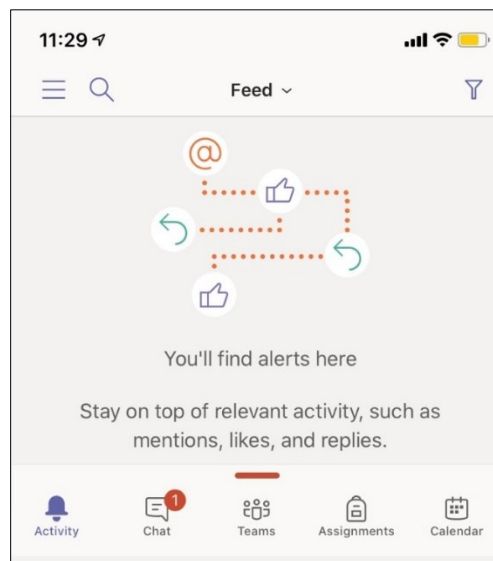 11:29
Feed
@
You'll find alerts here
Stay on top of relevant activity, such as
mentions, likes, and replies.
1
Activity Chat Teams Assignments Calendar